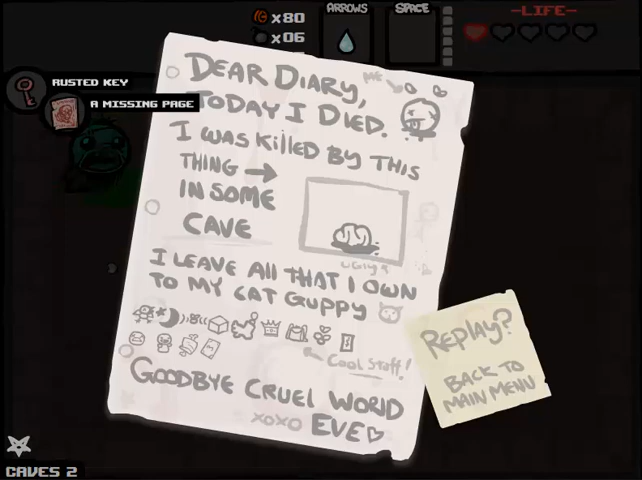 x80
x06
ARROWS
SPACE
-LIFE-
RUSTED KEY
A MISSING PAGE
DEAR DIARY,
TODAY I DIED.
I WAS KILLED BY THIS
THING →
IN SOME
CAVE
UGLY
I LEAVE ALL THAT I OWN
TO MY CAT GUPPY
COOL STUFF!
GOODBYE CRUEL WORLD
XOXO EVE
REPLAY?
BACK TO
MAIN MENU
CAVES 2